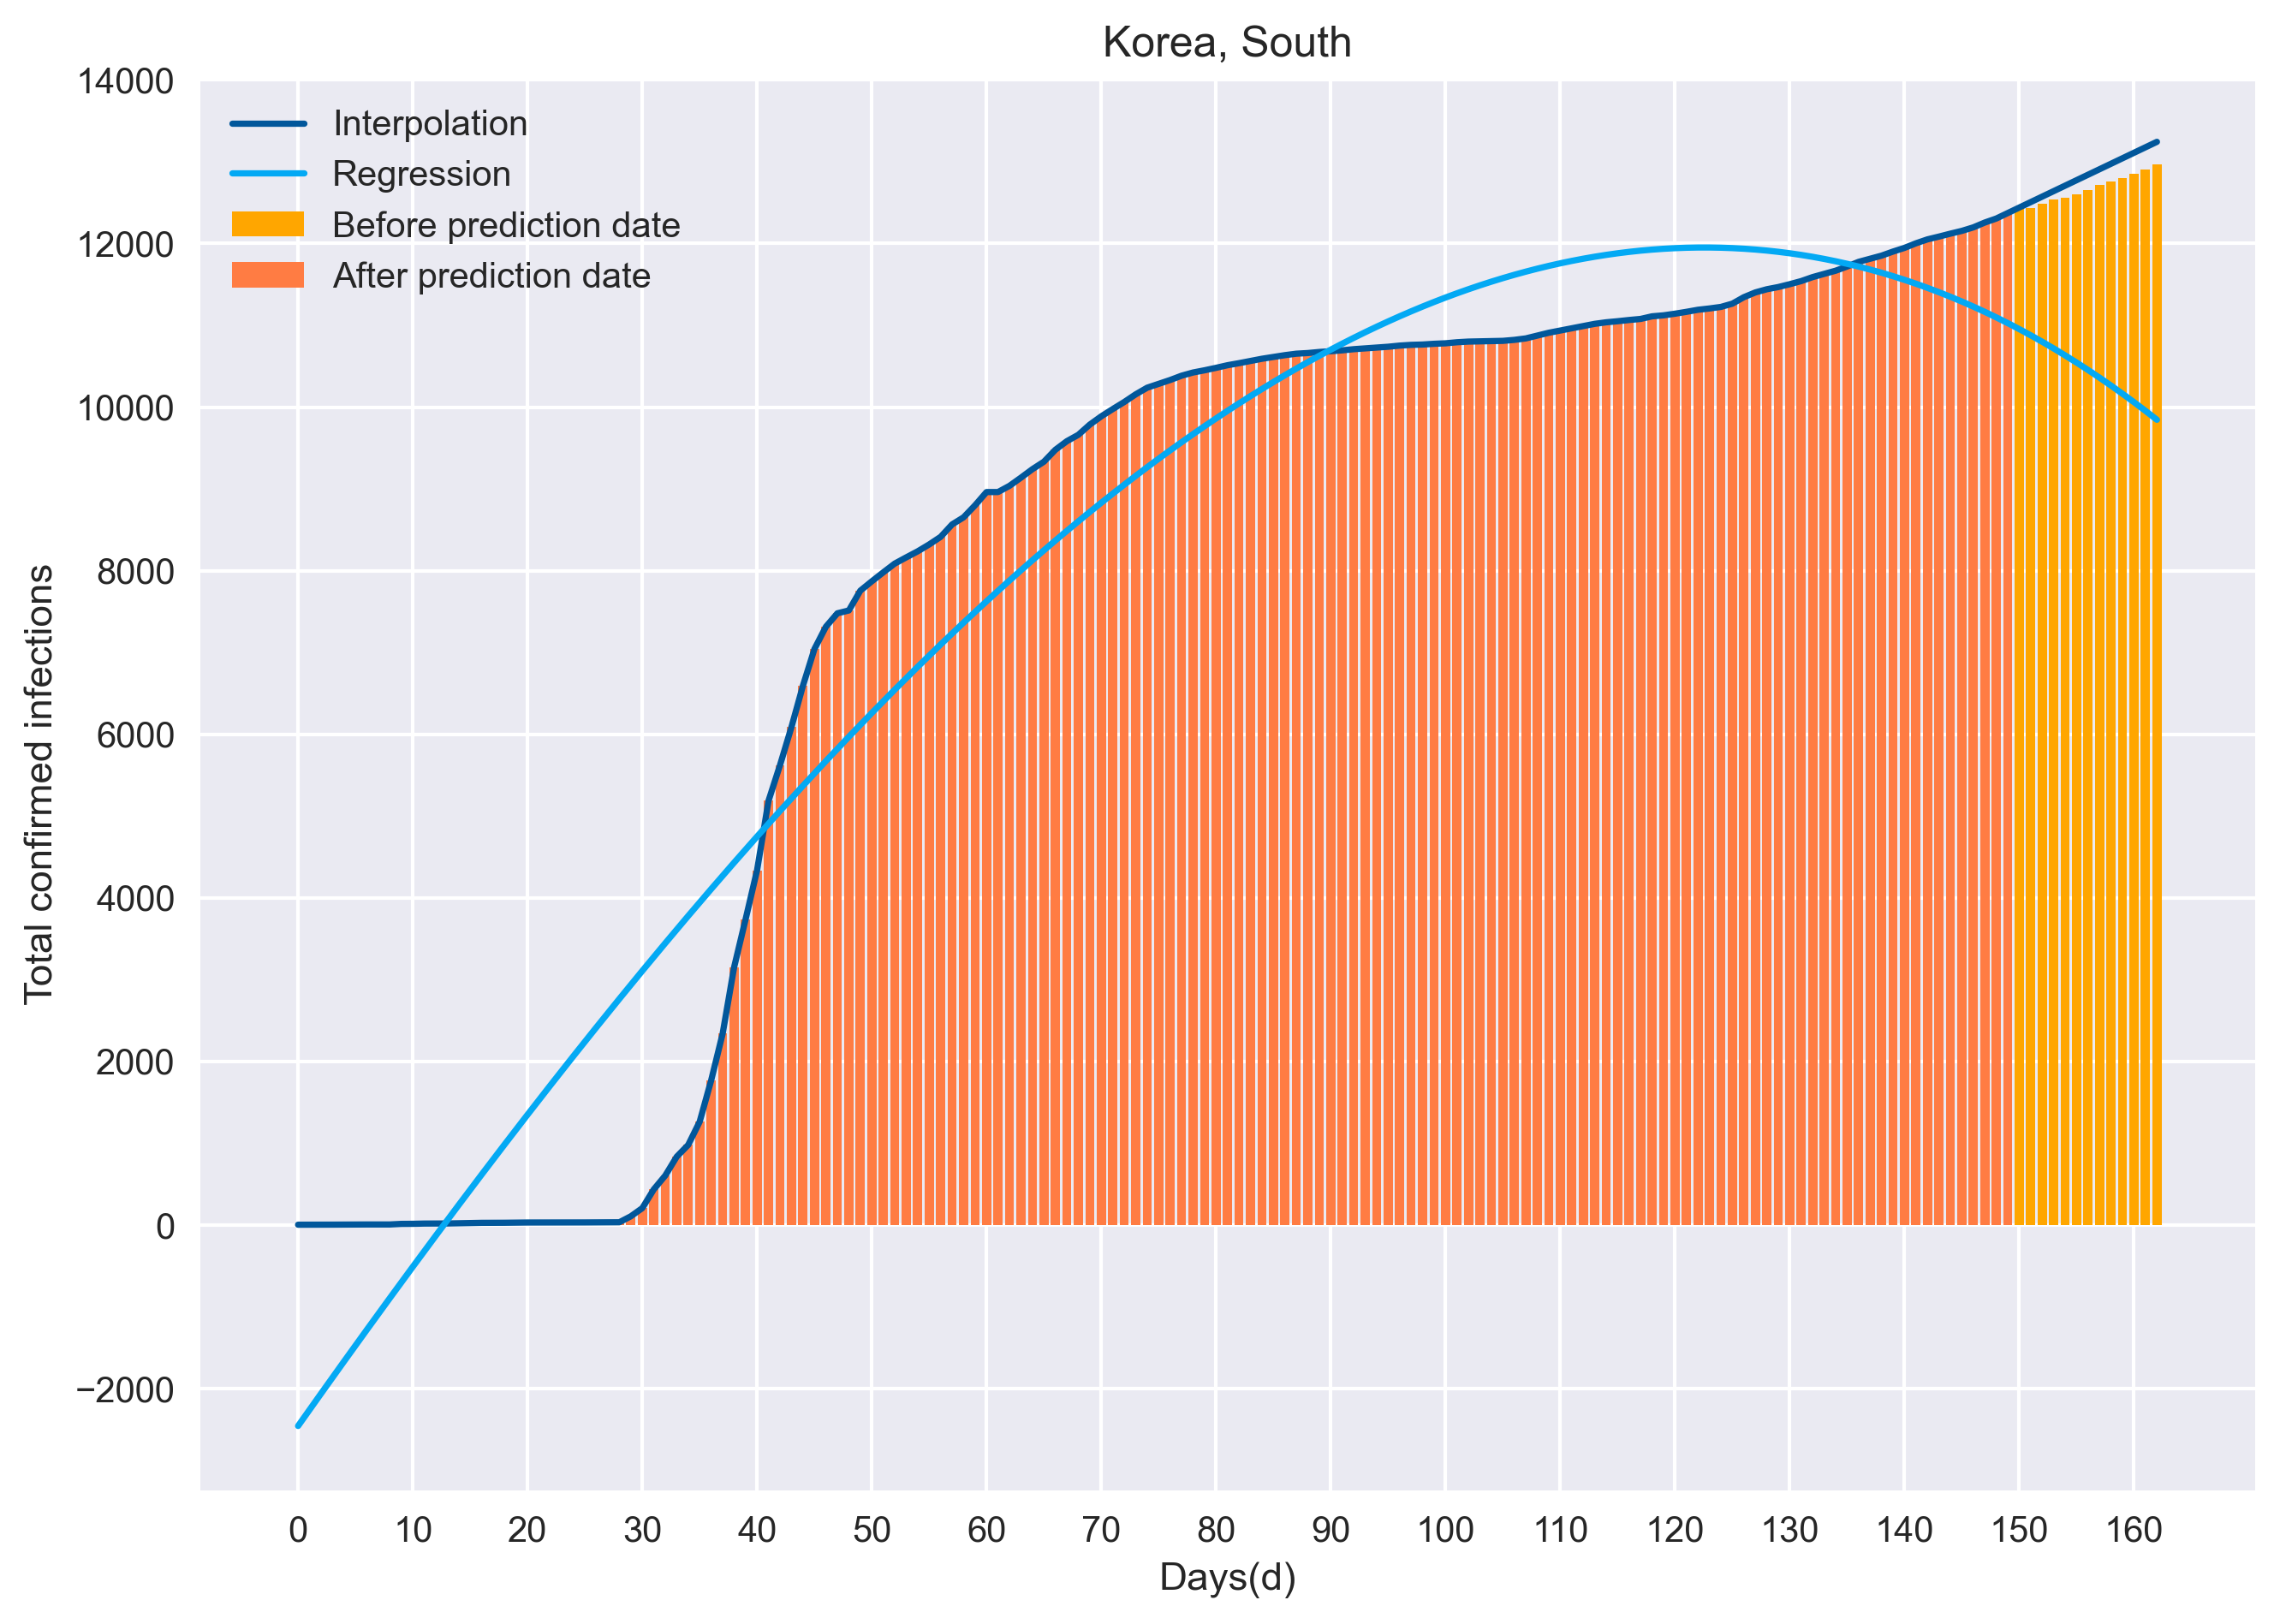 Korea, South
14000
12000
10000
8000
6000
4000
2000
0
−2000
Total confirmed infections
Interpolation
Regression
Before prediction date
After prediction date
0 10 20 30 40 50 60 70 80 90 100 110 120 130 140 150 160
Days(d)